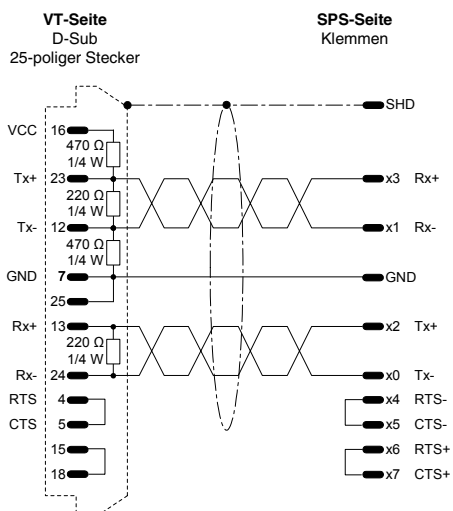 VT-Seite SPS-Seite
D-Sub Klemmen
25-poliger Stecker
SHD
VCC 16
470 Ω
1/4 W
Tx+ 23 x3 Rx+
220 Ω
1/4 W
Tx- 12 x1 Rx-
470 Ω
1/4 W
GND 7 GND
25
Rx+ 13 x2 Tx+
220 Ω
1/4 W
Rx- 24 x0 Tx-
RTS 4 x4 RTS-
CTS 5 x5 CTS-
15 x6 RTS+
18 x7 CTS+